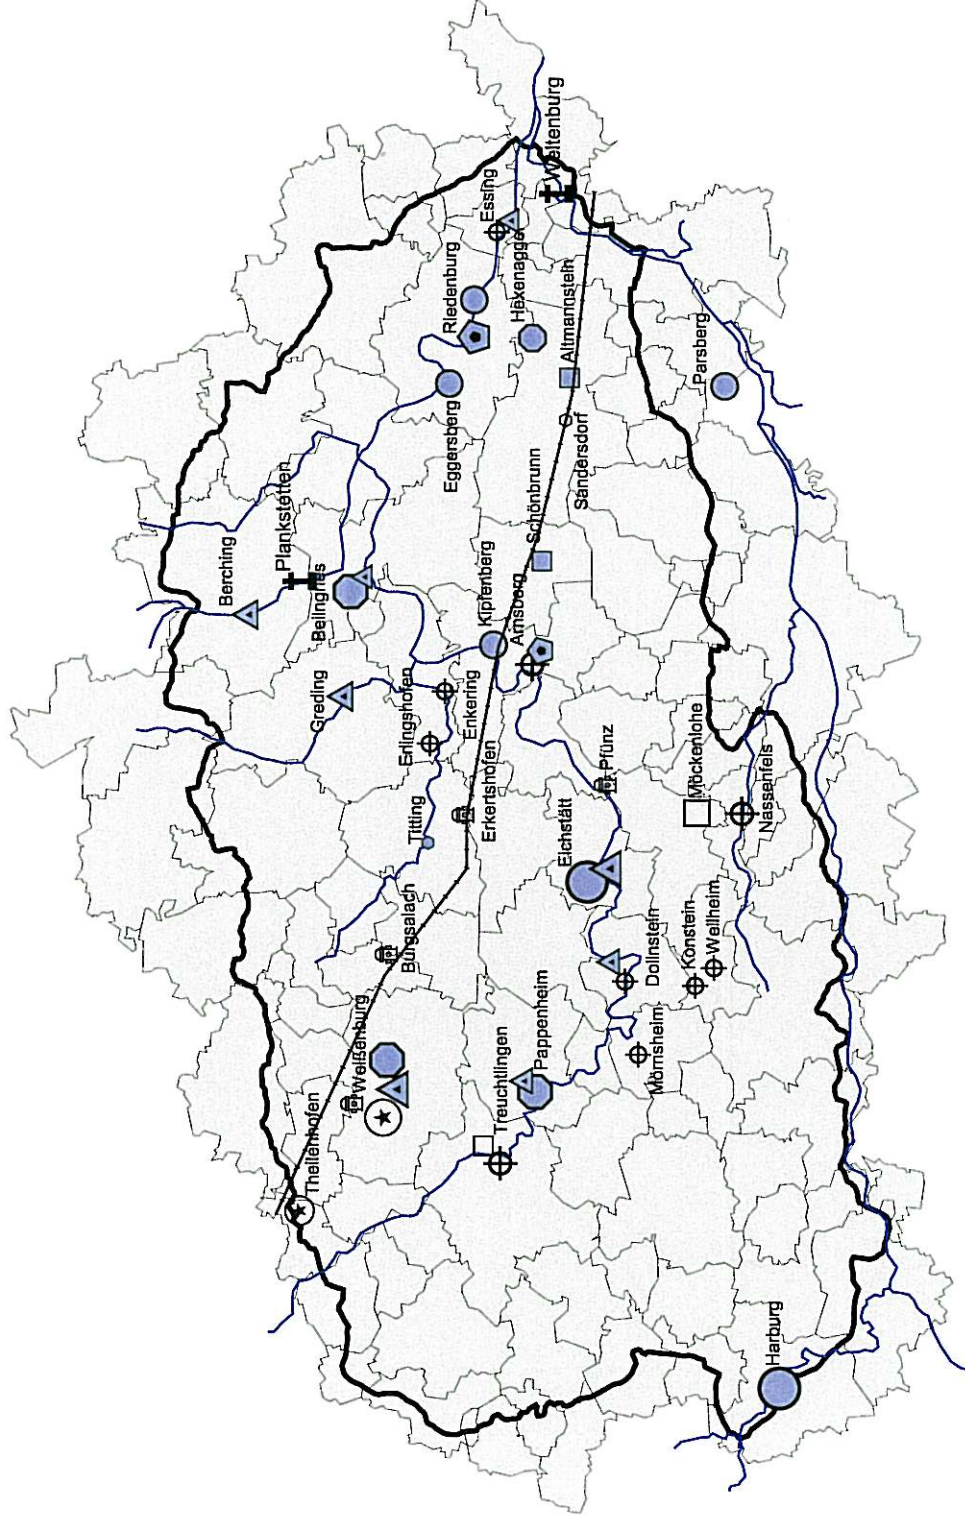 Weltenburg
Essing
Riedenburg
Hexenagger
Altmannstein
Parsberg
Eggersberg
Sandersdorf
Schönbrunn
Plankstetten
Berching
Beilngries
Kipfenberg
Arnsberg
Greding
Erlingshofen
Enkering
Erkertshofen
Titting
Pfünz
Möckenlohe
Nassenfels
Eichstätt
Burgsalach
Dollnstein
Konstein
Wellheim
Weißenburg
Pappenheim
Treuchtlingen
Mörnsheim
Theilenhofen
Harburg